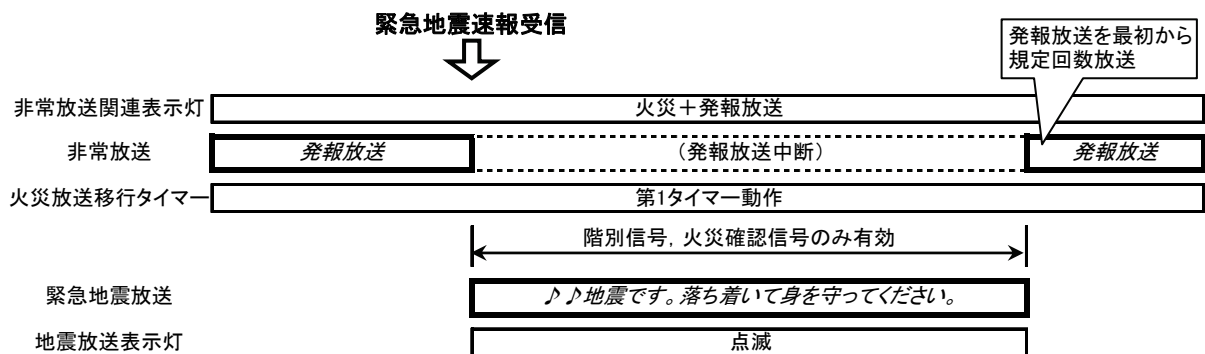 緊急地震速報受信
発報放送を最初から
規定回数放送
非常放送関連表示灯
火災＋発報放送
非常放送
発報放送
（発報放送中断）
発報放送
火災放送移行タイマー
第1タイマー動作
階別信号，火災確認信号のみ有効
緊急地震放送
♪♪地震です。落ち着いて身を守ってください。
地震放送表示灯
点滅